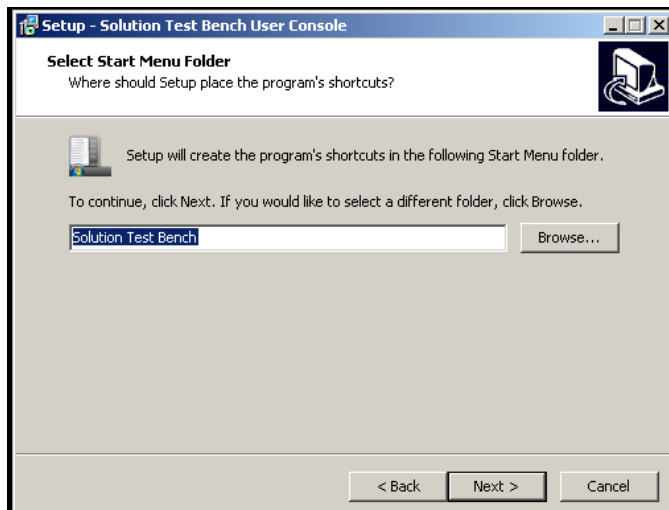 Setup - Solution Test Bench User Console
Select Start Menu Folder
Where should Setup place the program's shortcuts?
Setup will create the program's shortcuts in the following Start Menu folder.
To continue, click Next. If you would like to select a different folder, click Browse.
Solution Test Bench
Browse...
< Back
Next >
Cancel